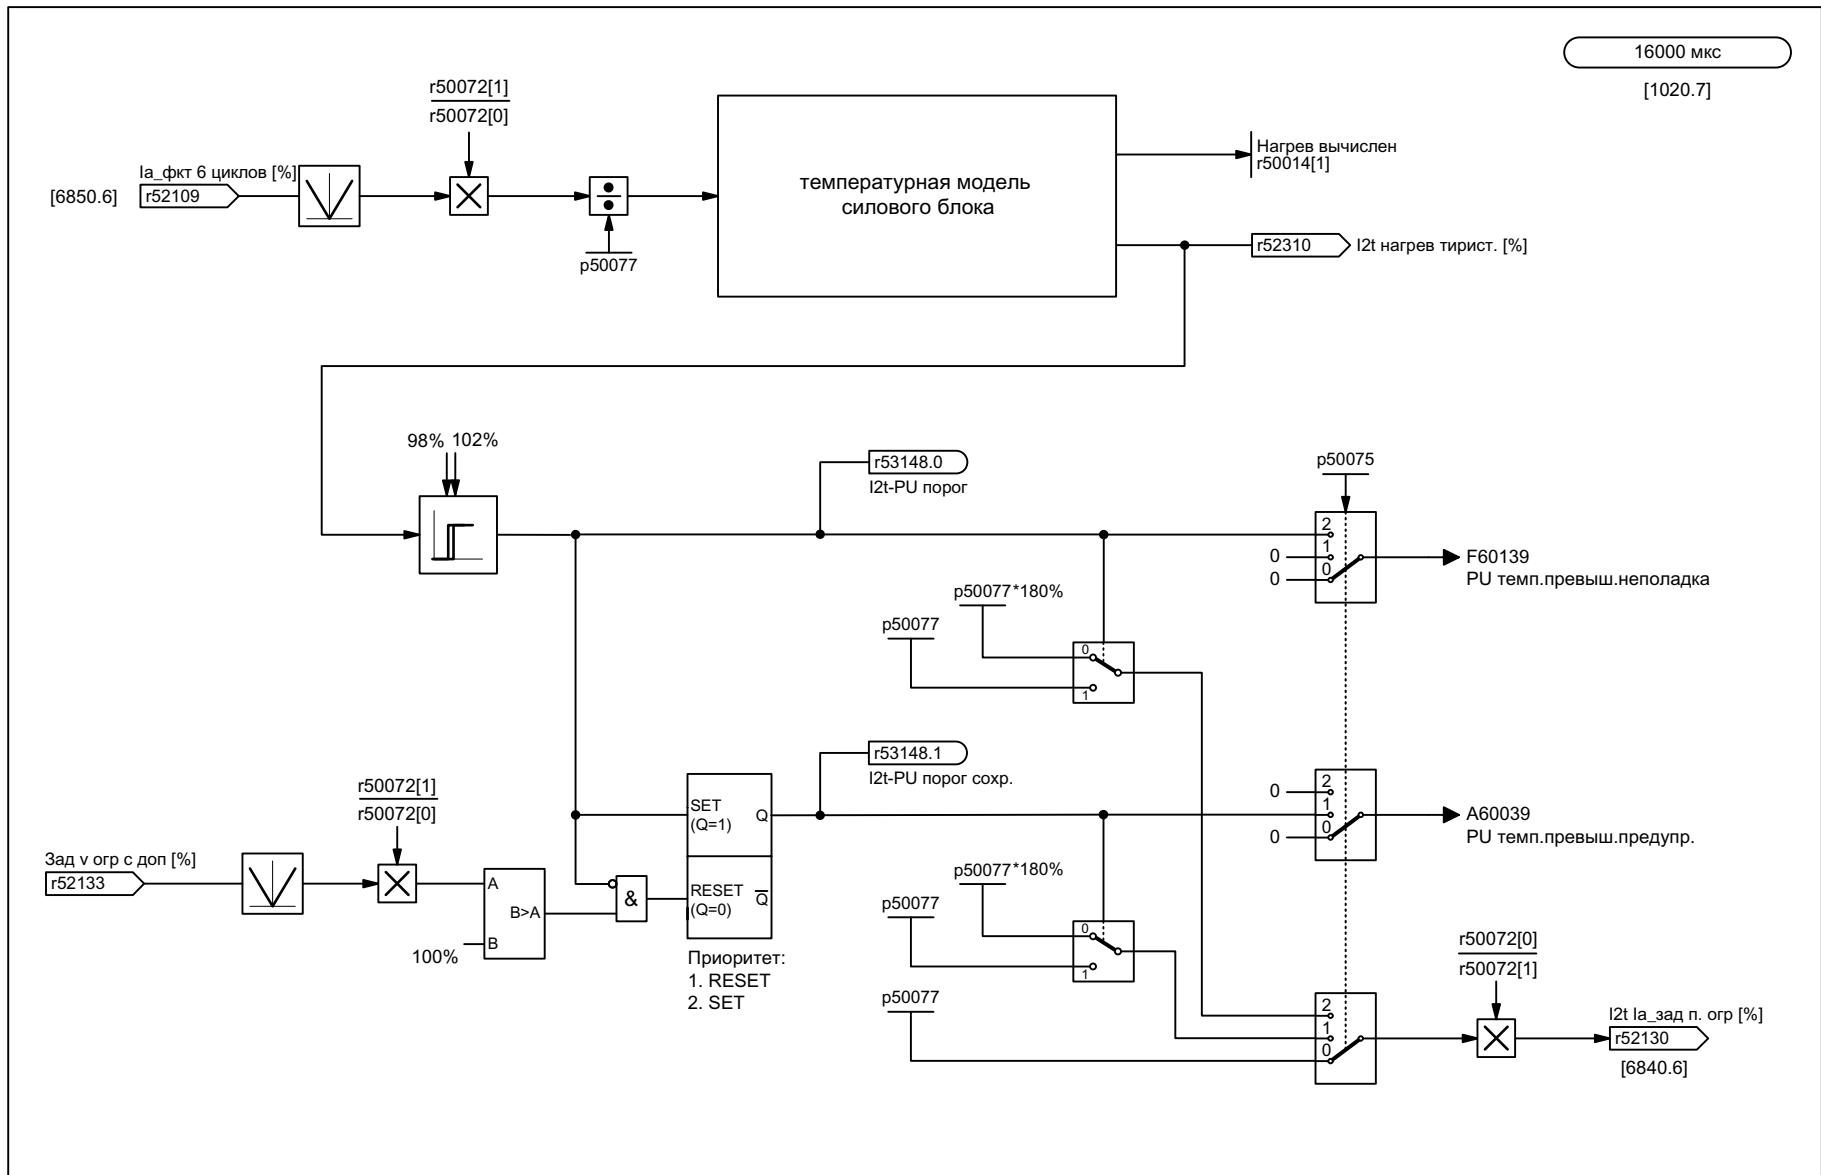 16000 мкс
[1020.7]
r50072[1]
r50072[0]
Iа_фкт 6 циклов [%]
[6850.6]
r52109
p50077
температурная модель
силового блока
Нагрев вычислен
r50014[1]
r52310
I2t нагрев тирист. [%]
98%
102%
r53148.0
I2t-PU порог
p50075
2
1
0
0
0
F60139
PU темп.превыш.неполадка
p50077*180%
p50077
0
1
r53148.1
I2t-PU порог сохр.
r50072[1]
r50072[0]
Зад v огр с доп [%]
r52133
A
B>A
B
100%
&
SET
(Q=1)
Q
RESET
(Q=0)
Q
Приоритет:
1. RESET
2. SET
2
1
0
0
0
A60039
PU темп.превыш.предупр.
p50077*180%
p50077
0
1
p50077
2
1
0
r50072[0]
r50072[1]
I2t Ia_зад п. огр [%]
r52130
[6840.6]